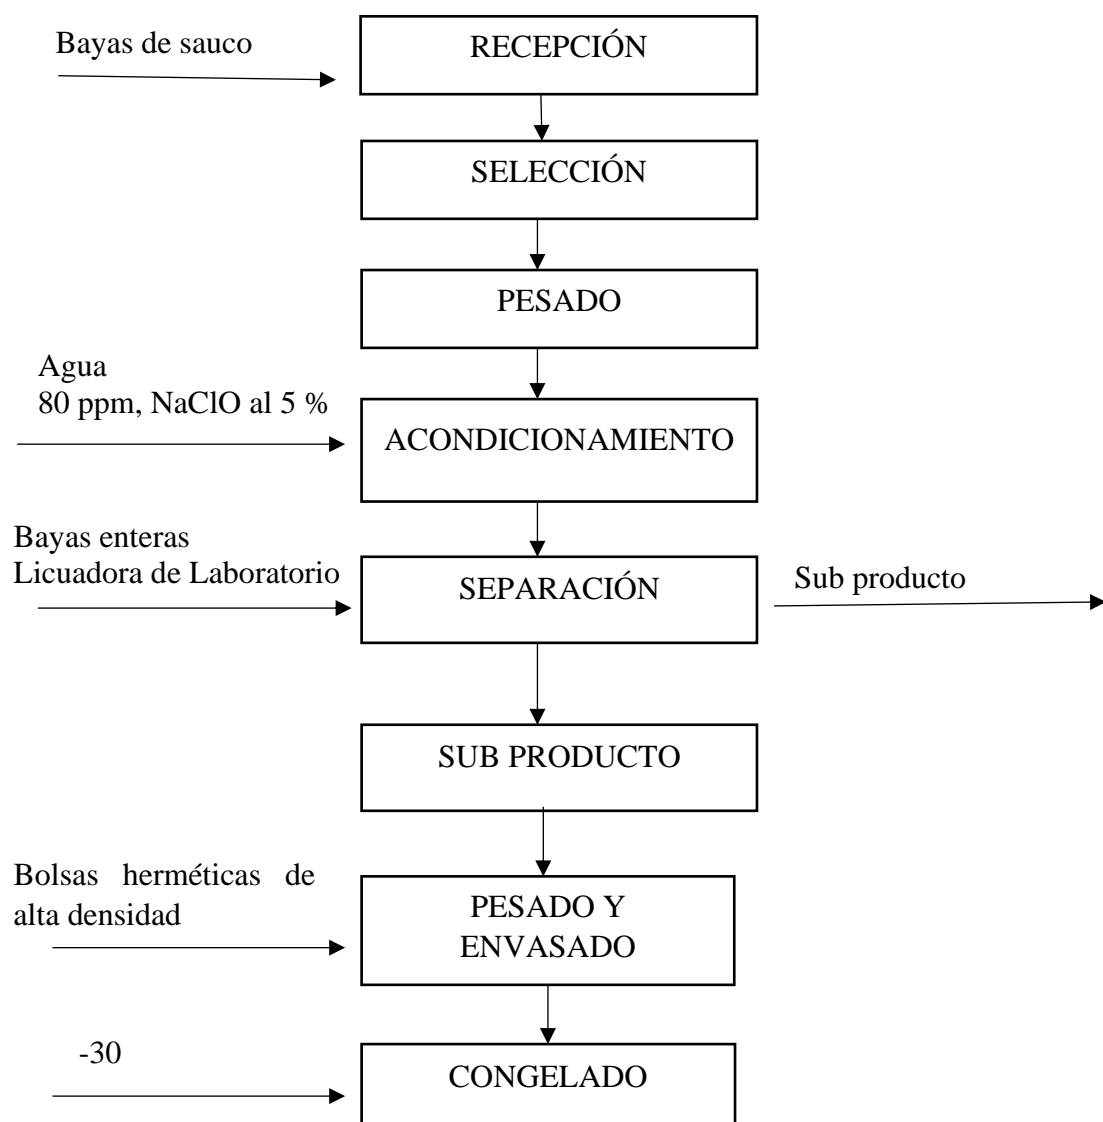 Bayas de sauco
RECEPCIÓN
SELECCIÓN
PESADO
Agua
80 ppm, NaClO al 5 %
ACONDICIONAMIENTO
Bayas enteras
Licuadora de Laboratorio
SEPARACIÓN
Sub producto
SUB PRODUCTO
Bolsas herméticas de
alta densidad
PESADO Y
ENVASADO
-30
CONGELADO